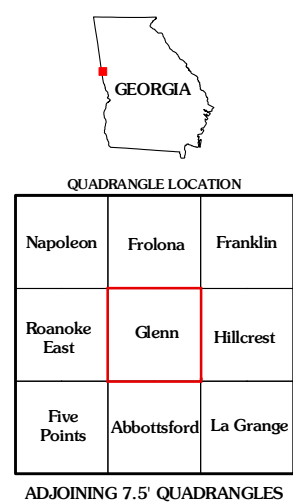 GEORGIA
QUADRANGLE LOCATION
Napoleon Frolona Franklin
Roanoke
East Glenn Hillcrest
Five
Points Abbottsford La Grange
ADJOINING 7.5' QUADRANGLES